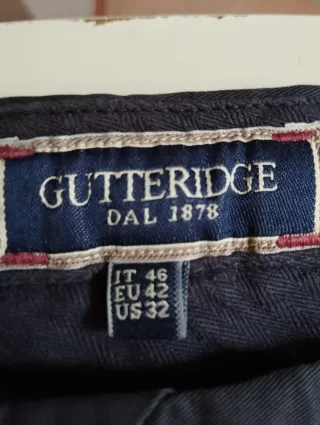 GUTTERIDGE
DAL 1878
IT 46
EU 42
US 32